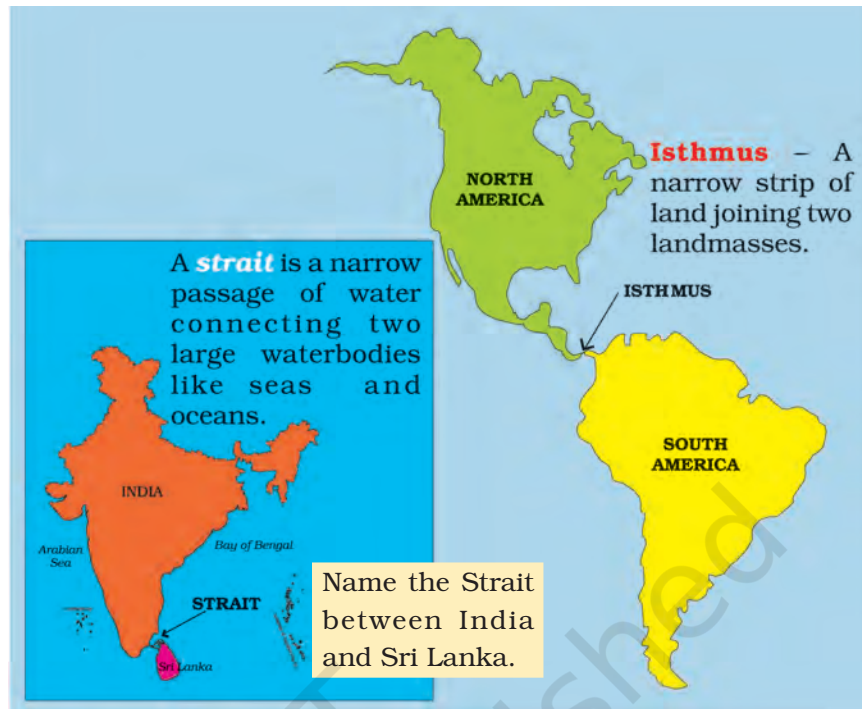 NORTH
AMERICA
Isthmus – A
narrow strip of
land joining two
landmasses.
ISTHMUS
SOUTH
AMERICA
A strait is a narrow
passage of water
connecting two
large waterbodies
like seas and
oceans.
INDIA
Arabian
Sea
Bay of Bengal
STRAIT
Sri Lanka
Name the Strait
between India
and Sri Lanka.